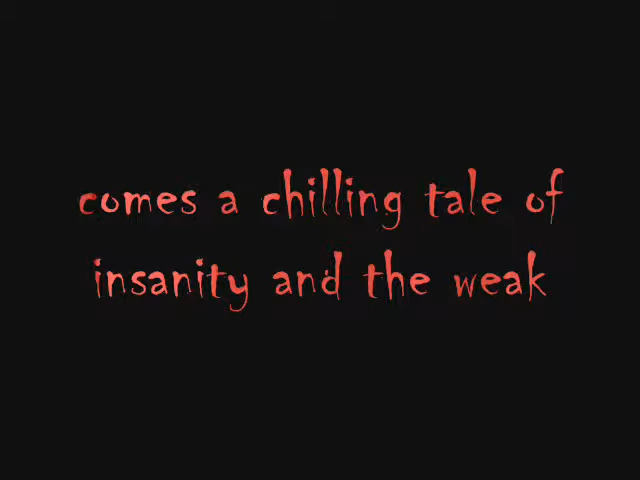 comes a chilling tale of
insanity and the weak